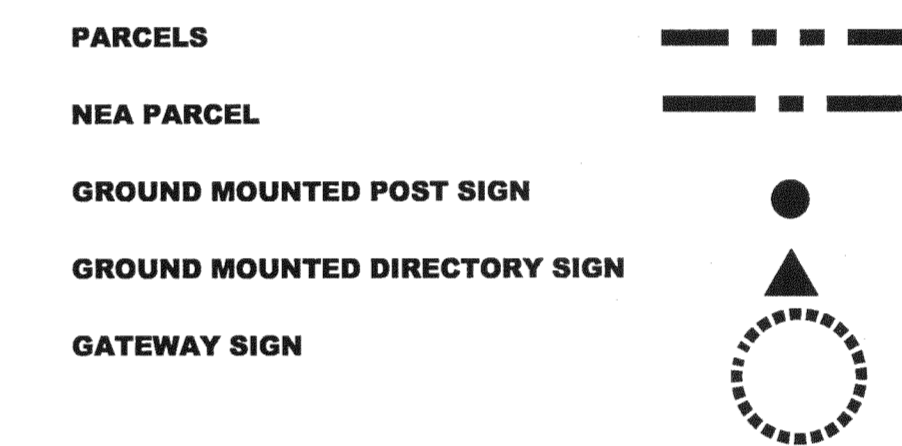 PARCELS
NEA PARCEL
GROUND MOUNTED POST SIGN
GROUND MOUNTED DIRECTORY SIGN
GATEWAY SIGN